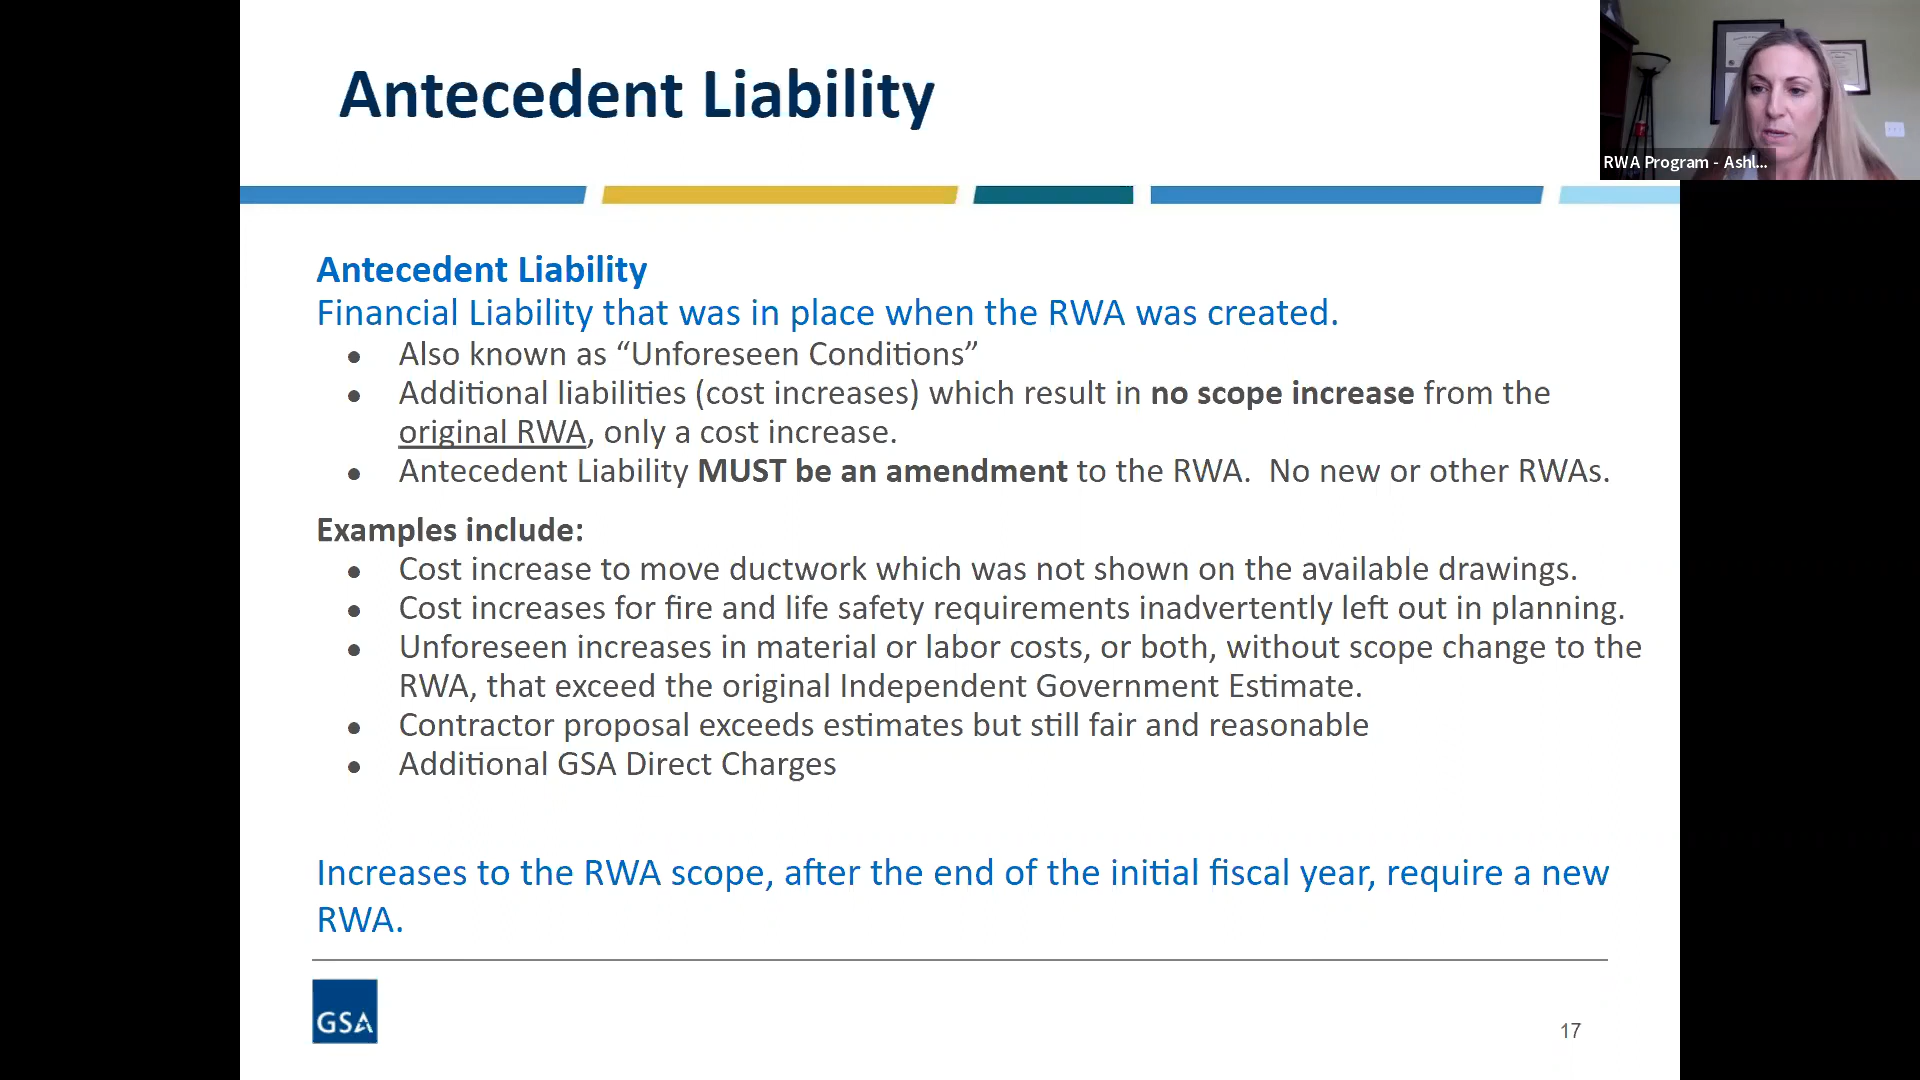 Antecedent Liability
RWA Program - Ashl...
Antecedent Liability
Financial Liability that was in place when the RWA was created.
● Also known as “Unforeseen Conditions”
● Additional liabilities (cost increases) which result in no scope increase from the
original RWA, only a cost increase.
● Antecedent Liability MUST be an amendment to the RWA.  No new or other RWAs.
Examples include:
● Cost increase to move ductwork which was not shown on the available drawings.
● Cost increases for fire and life safety requirements inadvertently left out in planning.
● Unforeseen increases in material or labor costs, or both, without scope change to the
RWA, that exceed the original Independent Government Estimate.
● Contractor proposal exceeds estimates but still fair and reasonable
● Additional GSA Direct Charges
Increases to the RWA scope, after the end of the initial fiscal year, require a new
RWA.
GSA
17